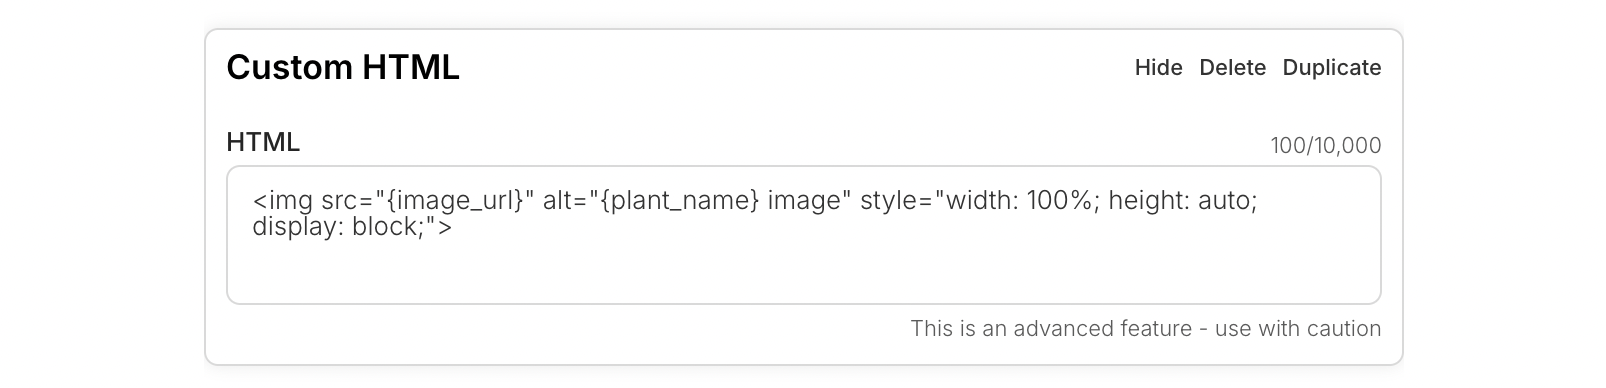 Custom HTML
Hide Delete Duplicate
HTML
100/10,000
<img src="{image_url}" alt="{plant_name} image" style="width: 100%; height: auto;
display: block;">
This is an advanced feature - use with caution